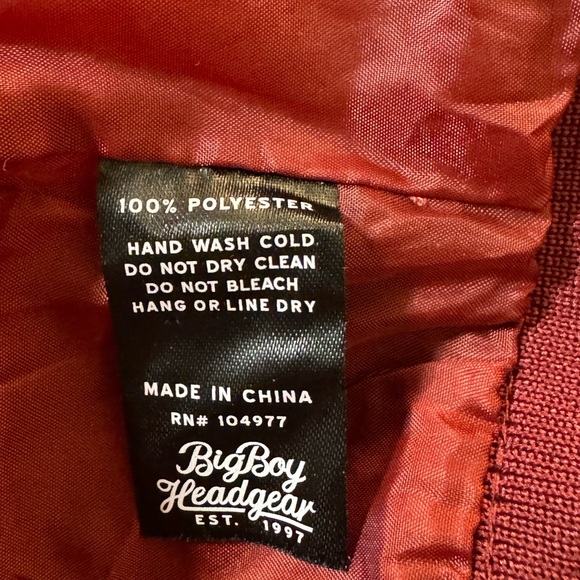 100% POLYESTER
HAND WASH COLD
DO NOT DRY CLEAN
DO NOT BLEACH
HANG OR LINE DRY
MADE IN CHINA
RN# 104977
BigBoy
Headgear
EST. 1997